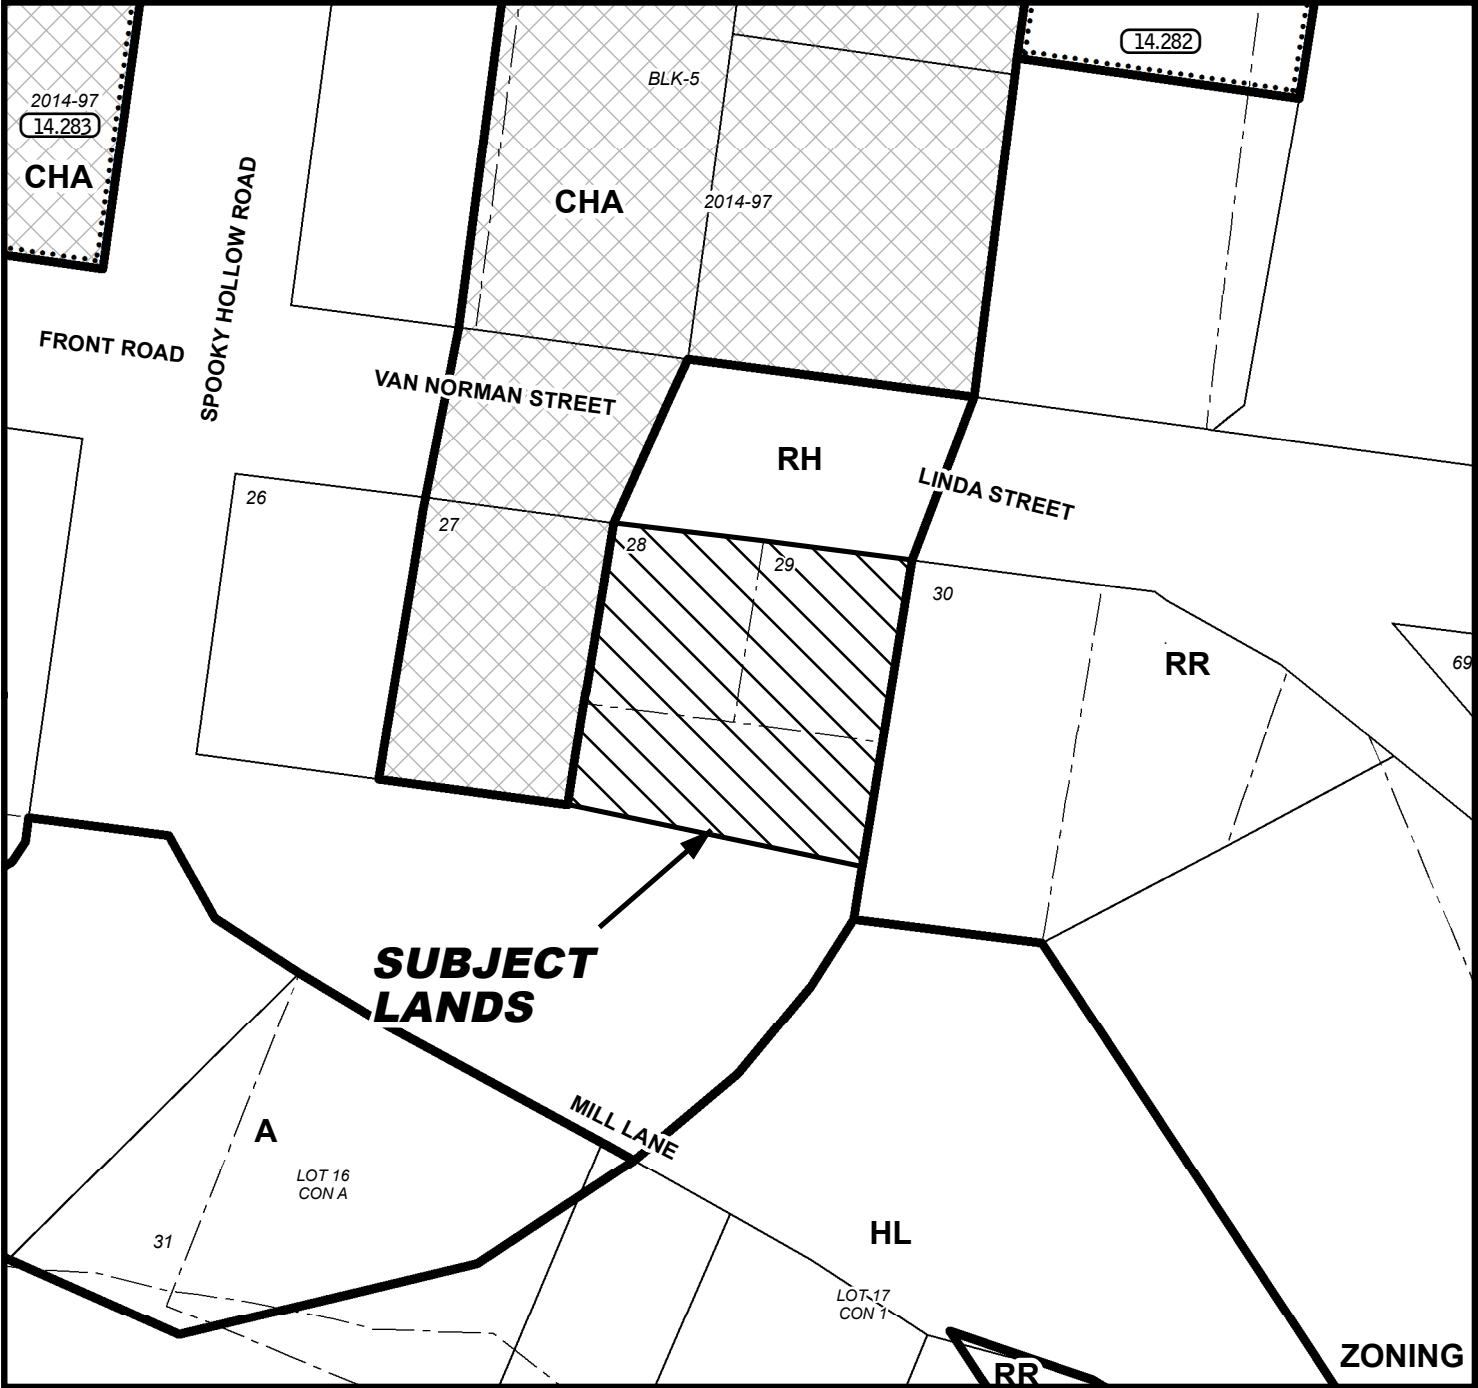 14.282
BLK-5
2014-97
14.283
CHA
CHA
2014-97
SPOOKY HOLLOW ROAD
FRONT ROAD
VAN NORMAN STREET
RH
LINDA STREET
26
27
28
29
30
RR
69
SUBJECT
LANDS
MILL LANE
A
LOT 16
CON A
31
HL
LOT 17
CON 1
ZONING
RR